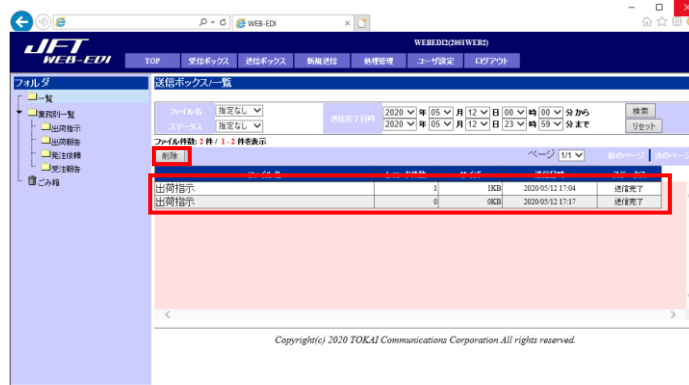 WEB-EDI
JFT
WEB-EDI
WEBEDI2(2001WEB2)
TOP 受信ボックス 送信ボックス 新規送信 処理管理 ユーザ設定 ログアウト
フォルダ
一覧
業務別一覧
出荷指示
出荷報告
発注依頼
受注報告
ごみ箱
送信ボックス/一覧
ファイル名 指定なし
ステータス 指定なし
送信完了日時
2020 年 05 月 12 日 00 時 00 分 から
2020 年 05 月 12 日 23 時 59 分 まで
検索
リセット
ファイル件数: 2 件 / 1 - 2 件を表示
削除
ページ 1/1 前のページ 次のページ
出荷指示 1 1KB 2020/05/12 17:04 送信完了
出荷指示 0 0KB 2020/05/12 17:17 送信完了
Copyright(c) 2020 TOKAI Communications Corporation All rights reserved.